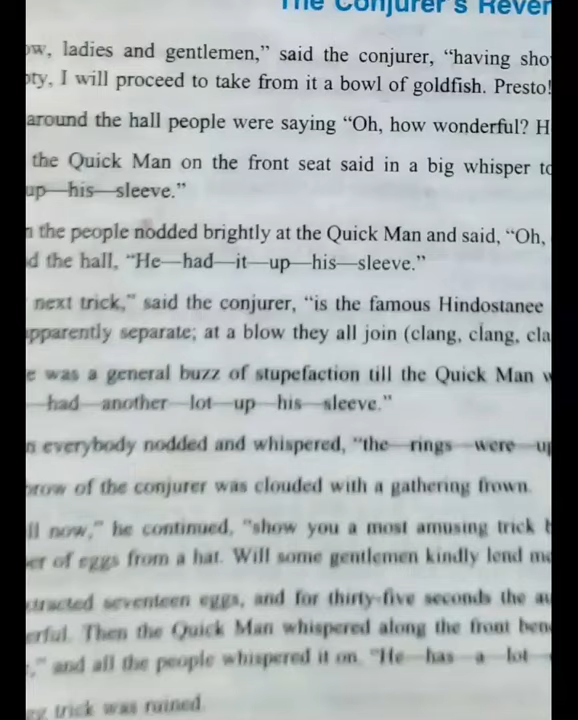 The Conjurer's Rever
ow, ladies and gentlemen,” said the conjurer, “having sho
pty, I will proceed to take from it a bowl of goldfish. Presto!
around the hall people were saying “Oh, how wonderful? H
the Quick Man on the front seat said in a big whisper to
up—his—sleeve.”
n the people nodded brightly at the Quick Man and said, “Oh,
d the hall, “He—had—it—up—his—sleeve.”
next trick,” said the conjurer, “is the famous Hindostanee
apparently separate; at a blow they all join (clang, clang, cla
e was a general buzz of stupefaction till the Quick Man w
had—another—lot—up—his—sleeve.”
n everybody nodded and whispered, “the—rings—were—up
brow of the conjurer was clouded with a gathering frown.
ll now,” he continued, “show you a most amusing trick b
er of eggs from a hat. Will some gentlemen kindly lend me
xtracted seventeen eggs, and for thirty-five seconds the au
erful. Then the Quick Man whispered along the front ben
,” and all the people whispered it on. “He—has—a—lot—
gg trick was ruined.